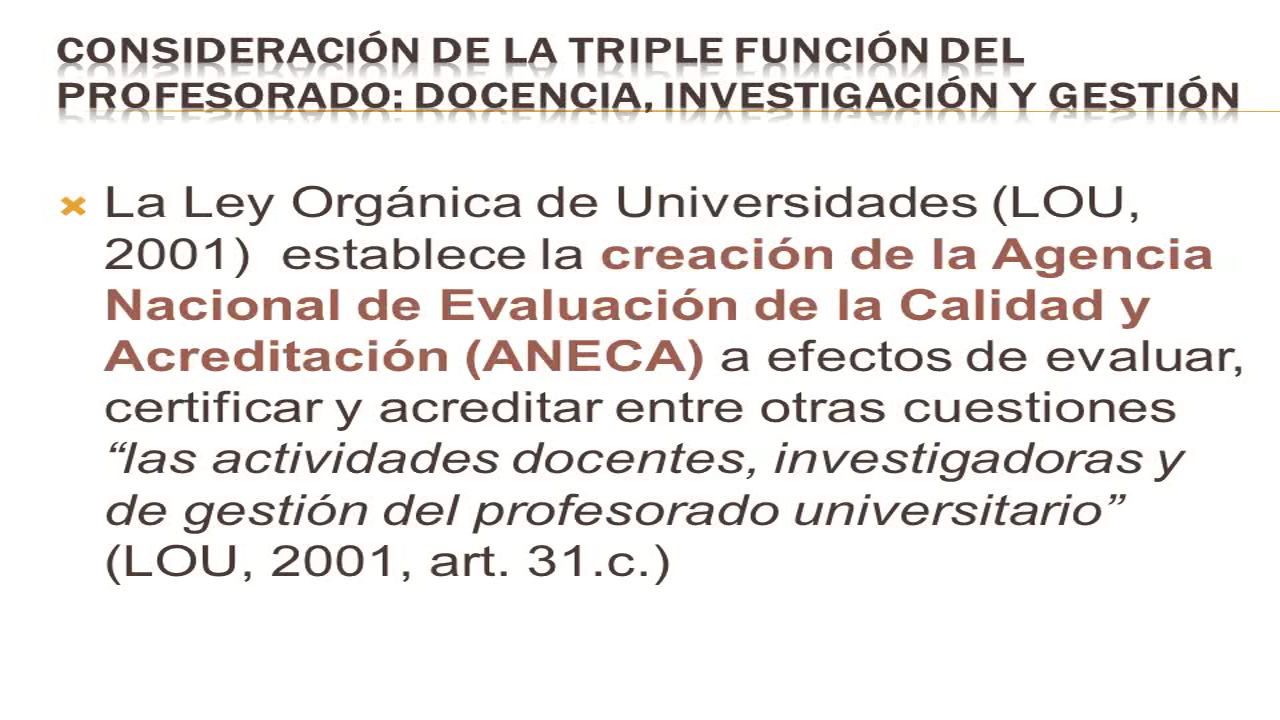 CONSIDERACIÓN DE LA TRIPLE FUNCIÓN DEL
PROFESORADO: DOCENCIA, INVESTIGACIÓN Y GESTIÓN
La Ley Orgánica de Universidades (LOU,
2001) establece la creación de la Agencia
Nacional de Evaluación de la Calidad y
Acreditación (ANECA) a efectos de evaluar,
certificar y acreditar entre otras cuestiones
“las actividades docentes, investigadoras y
de gestión del profesorado universitario”
(LOU, 2001, art. 31.c.)